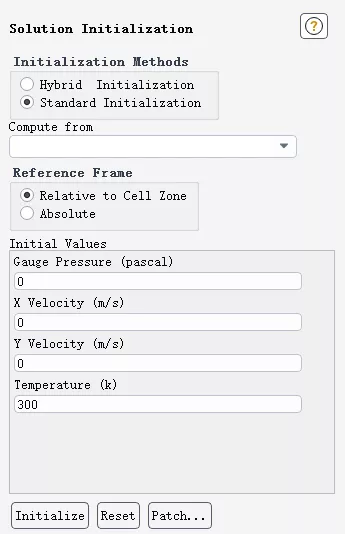 Solution Initialization
?
Initialization Methods
Hybrid Initialization
Standard Initialization
Compute from
Reference Frame
Relative to Cell Zone
Absolute
Initial Values
Gauge Pressure (pascal)
0
X Velocity (m/s)
0
Y Velocity (m/s)
0
Temperature (k)
300
Initialize Reset Patch...